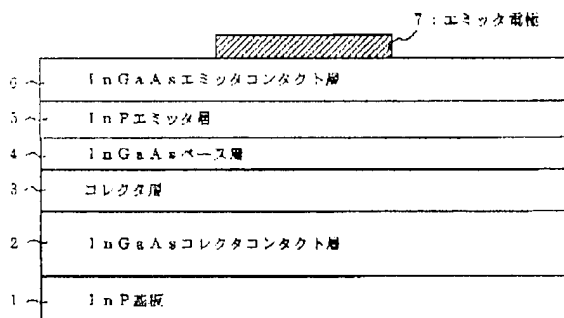 7：エミッタ電極
6 InGaAsエミッタコンタクト層
5 InPエミッタ層
4 InGaAsベース層
3 コレクタ層
2 InGaAsコレクタコンタクト層
1 InP基板